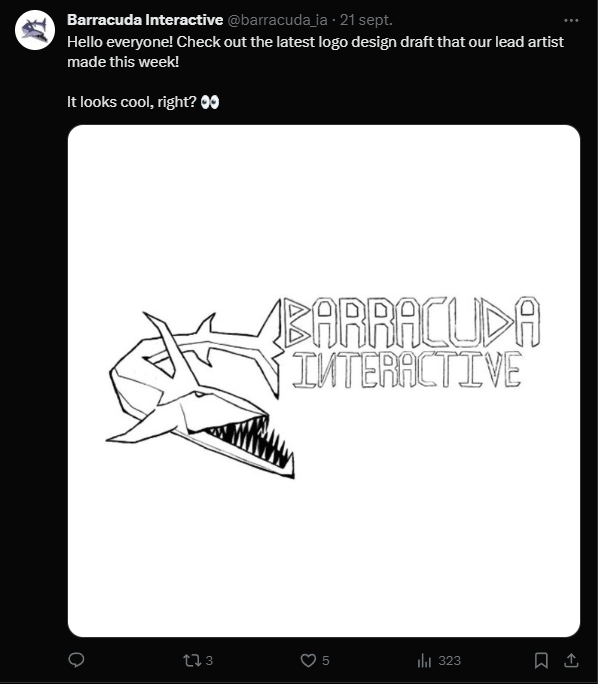 Barracuda Interactive @barracuda_ia · 21 sept.
Hello everyone! Check out the latest logo design draft that our lead artist
made this week!
It looks cool, right? 👀
BARRACUDA
INTERACTIVE
3
5
323